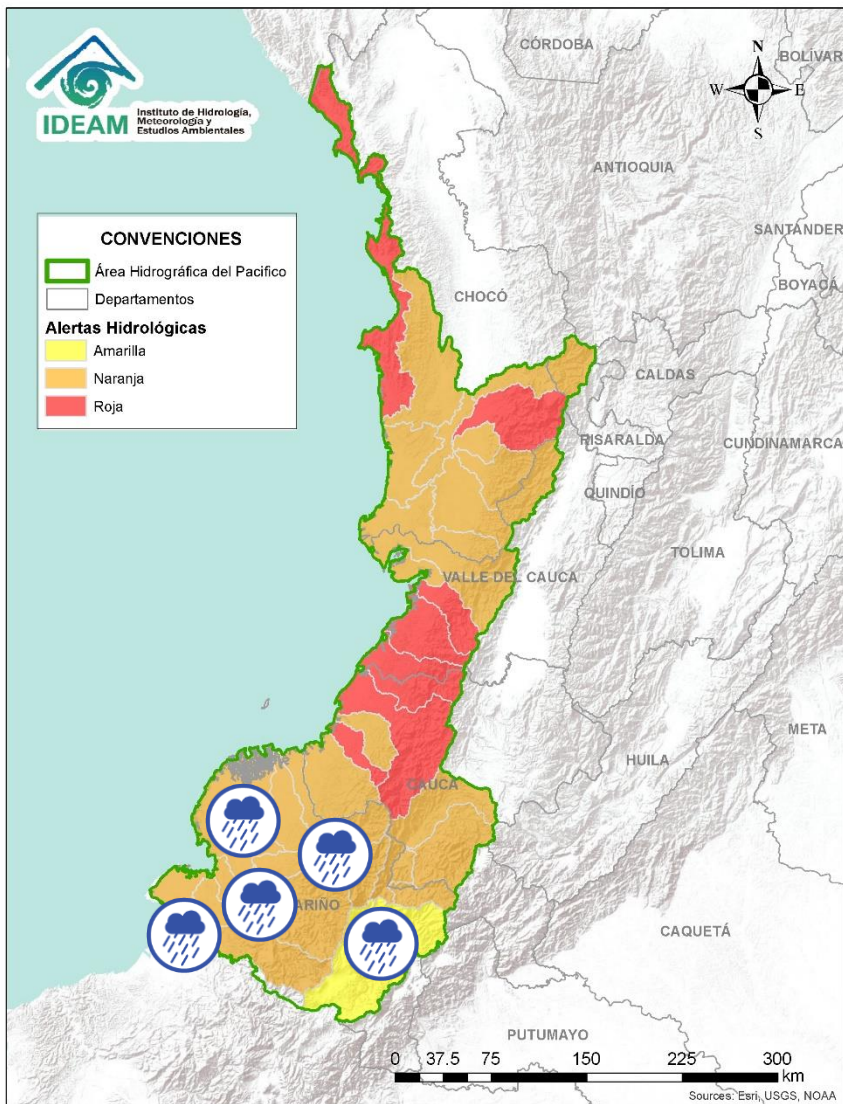 IDEAM
Instituto de Hidrología,
Meteorología y
Estudios Ambientales
CÓRDOBA
BOLÍVAR
N
W
E
S
ANTIOQUIA
SANTANDER
BOYACÁ
CONVENCIONES
Área Hidrográfica del Pacifico
Departamentos
Alertas Hidrológicas
Amarilla
Naranja
Roja
CHOCÓ
CALDAS
RISARALDA
CUNDINAMARCA
QUINDÍO
TOLIMA
VALLE DEL CAUCA
META
HUILA
CAUCA
ARIÑO
CAQUETÁ
PUTUMAYO
0 37.5 75 150 225 300
km
Sources: Esri, USGS, NOAA